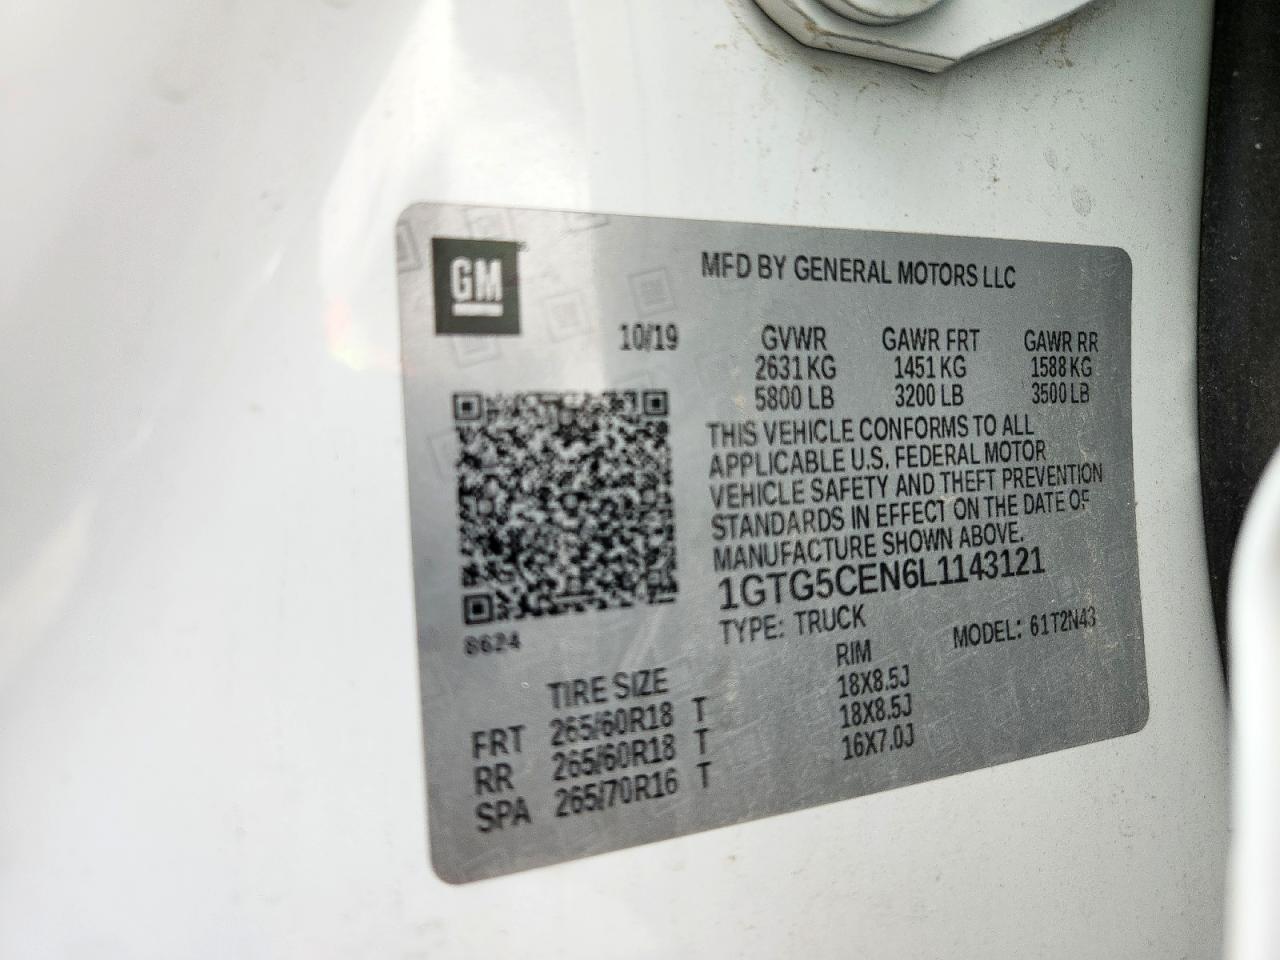 GM
MFD BY GENERAL MOTORS LLC
10/19
GVWR GAWR FRT GAWR RR
2631 KG 1451 KG 1588 KG
5800 LB 3200 LB 3500 LB
THIS VEHICLE CONFORMS TO ALL
APPLICABLE U.S. FEDERAL MOTOR
VEHICLE SAFETY AND THEFT PREVENTION
STANDARDS IN EFFECT ON THE DATE OF
MANUFACTURE SHOWN ABOVE.
1GTG5CEN6L1143121
TYPE: TRUCK MODEL: 61T2N43
8624
TIRE SIZE RIM
FRT 265/60R18 T 18X8.5J
RR 265/60R18 T 18X8.5J
SPA 265/70R16 T 16X7.0J